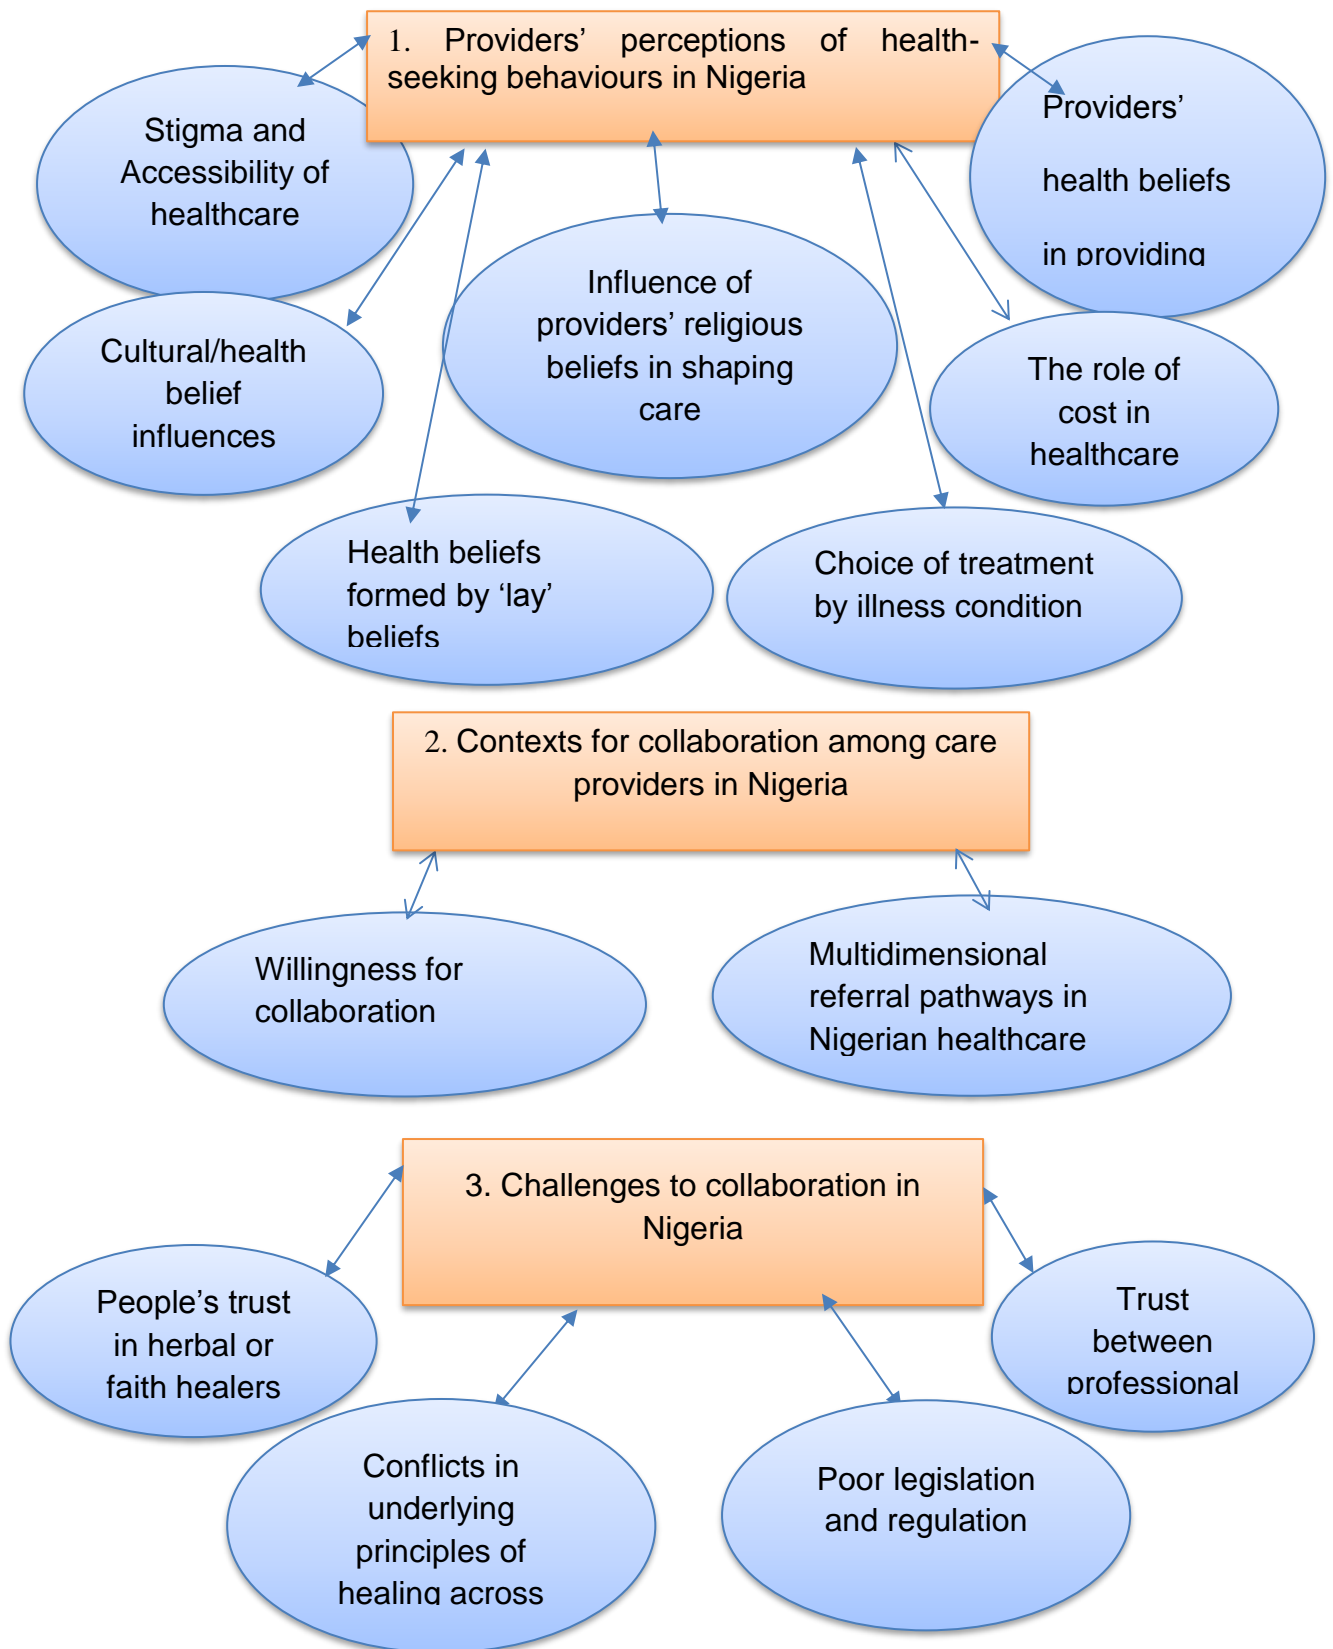 1. Providers’ perceptions of health-
seeking behaviours in Nigeria
Stigma and
Accessibility of
healthcare
Providers’
health beliefs
in providing
Cultural/health
belief
influences
Influence of
providers’ religious
beliefs in shaping
care
The role of
cost in
healthcare
Health beliefs
formed by ‘lay’
beliefs
Choice of treatment
by illness condition
2. Contexts for collaboration among care
providers in Nigeria
Willingness for
collaboration
Multidimensional
referral pathways in
Nigerian healthcare
3. Challenges to collaboration in
Nigeria
People’s trust
in herbal or
faith healers
Trust
between
professional
Conflicts in
underlying
principles of
healing across
Poor legislation
and regulation